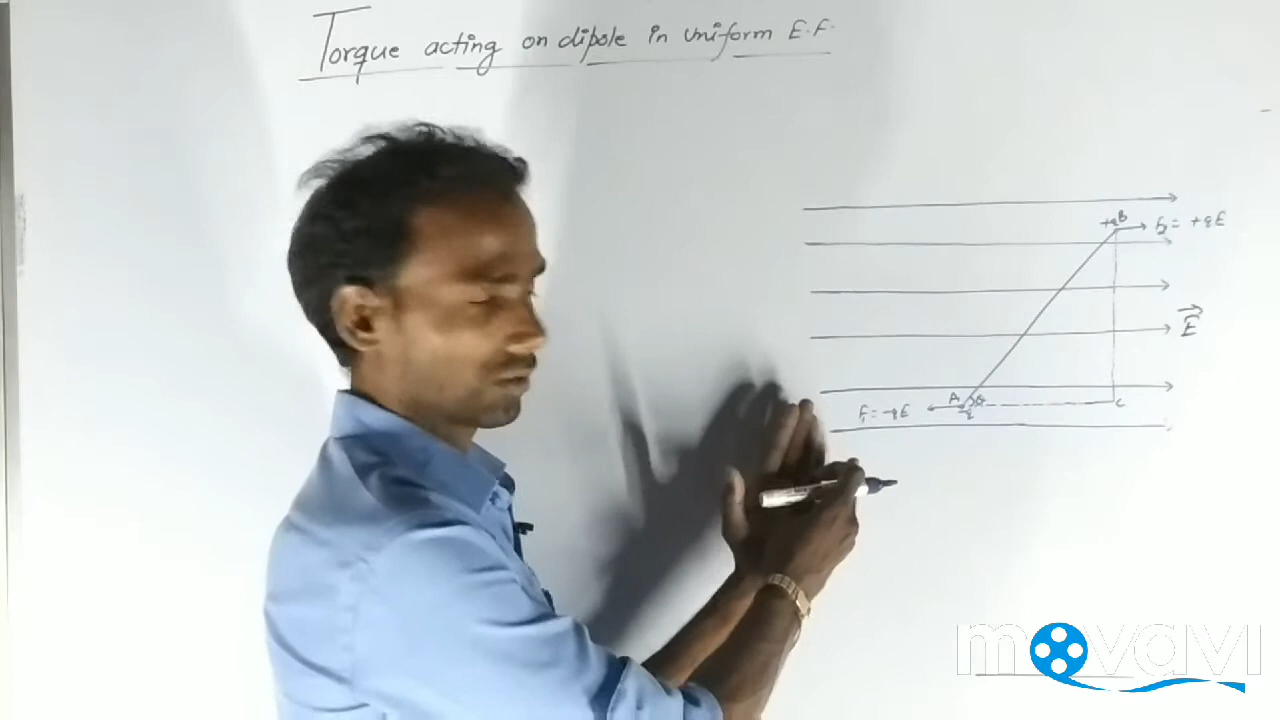 Torque acting on dipole in uniform E.F.
+q B F₂ = +qE
E
F₁ = -qE A θ C
-q
movavi